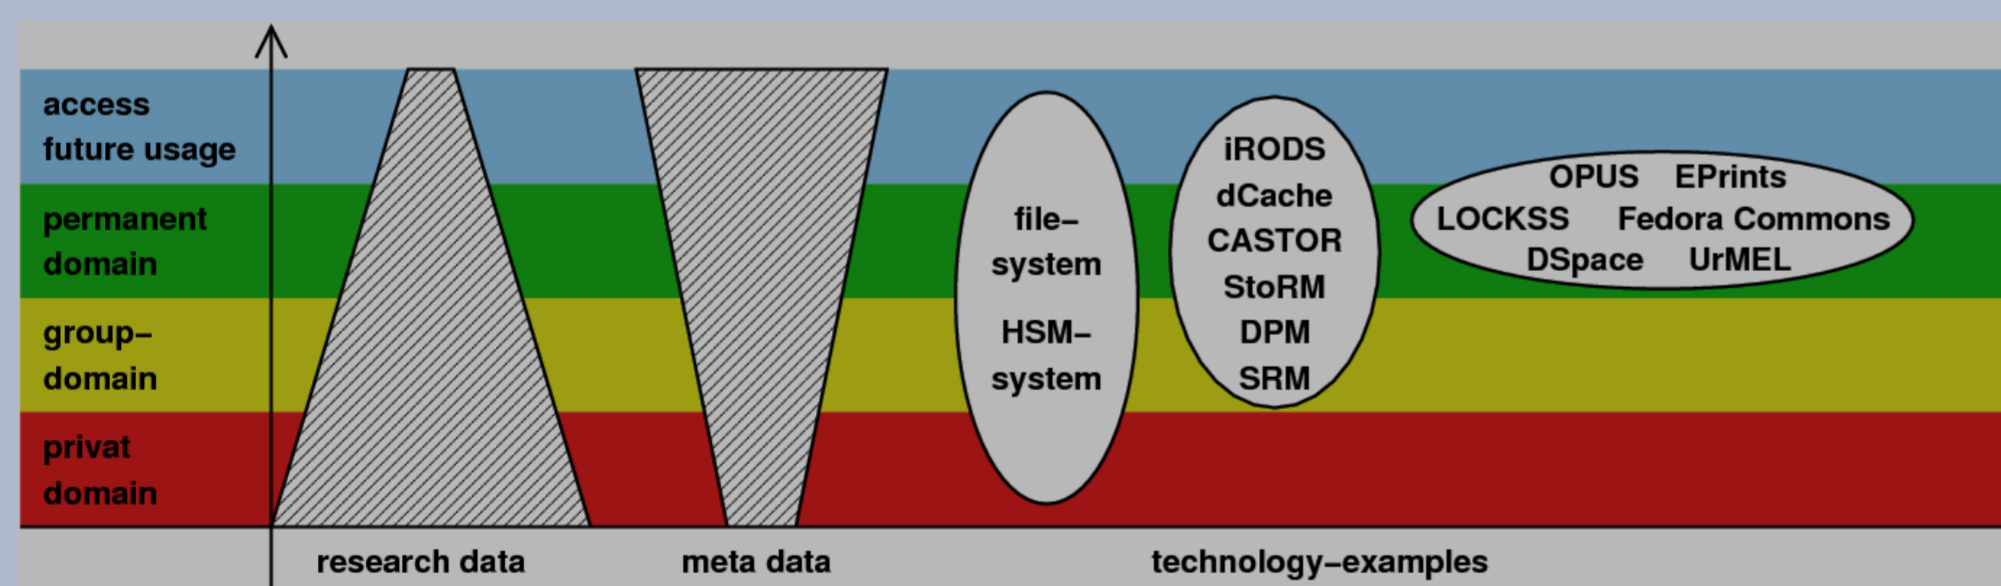 access
future usage
permanent
domain
group–
domain
privat
domain
file–
system
HSM–
system
iRODS
dCache
CASTOR
StoRM
DPM
SRM
OPUS EPrints
LOCKSS Fedora Commons
DSpace UrMEL
research data
meta data
technology–examples